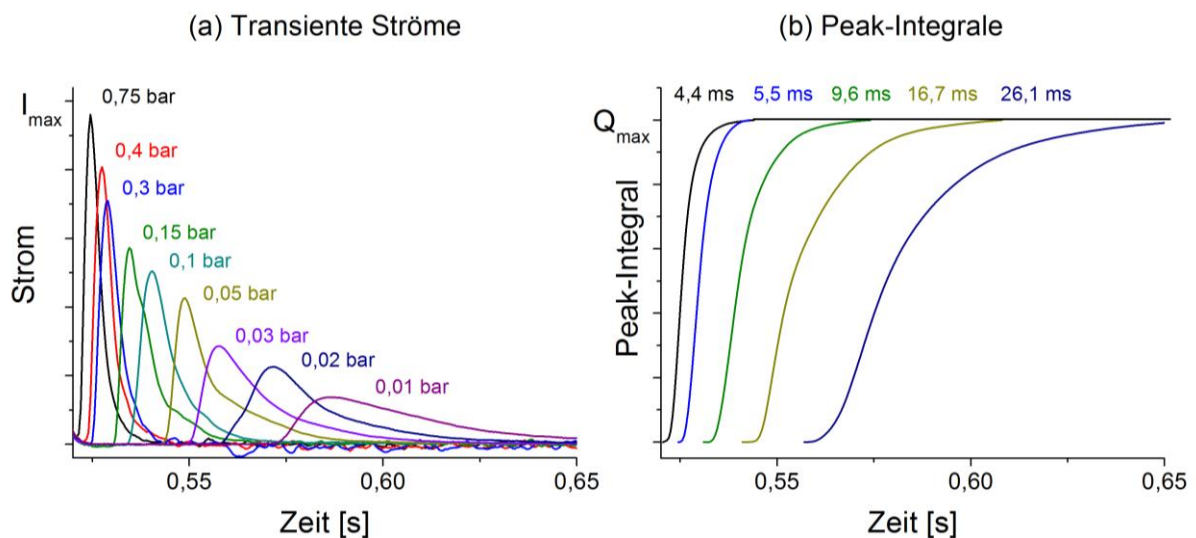 (a) Transiente Ströme
(b) Peak-Integrale
Imax
Strom
0,75 bar
0,4 bar
0,3 bar
0,15 bar
0,1 bar
0,05 bar
0,03 bar
0,02 bar
0,01 bar
0,55
0,60
0,65
Zeit [s]
Qmax
Peak-Integral
4,4 ms
5,5 ms
9,6 ms
16,7 ms
26,1 ms
0,55
0,60
0,65
Zeit [s]